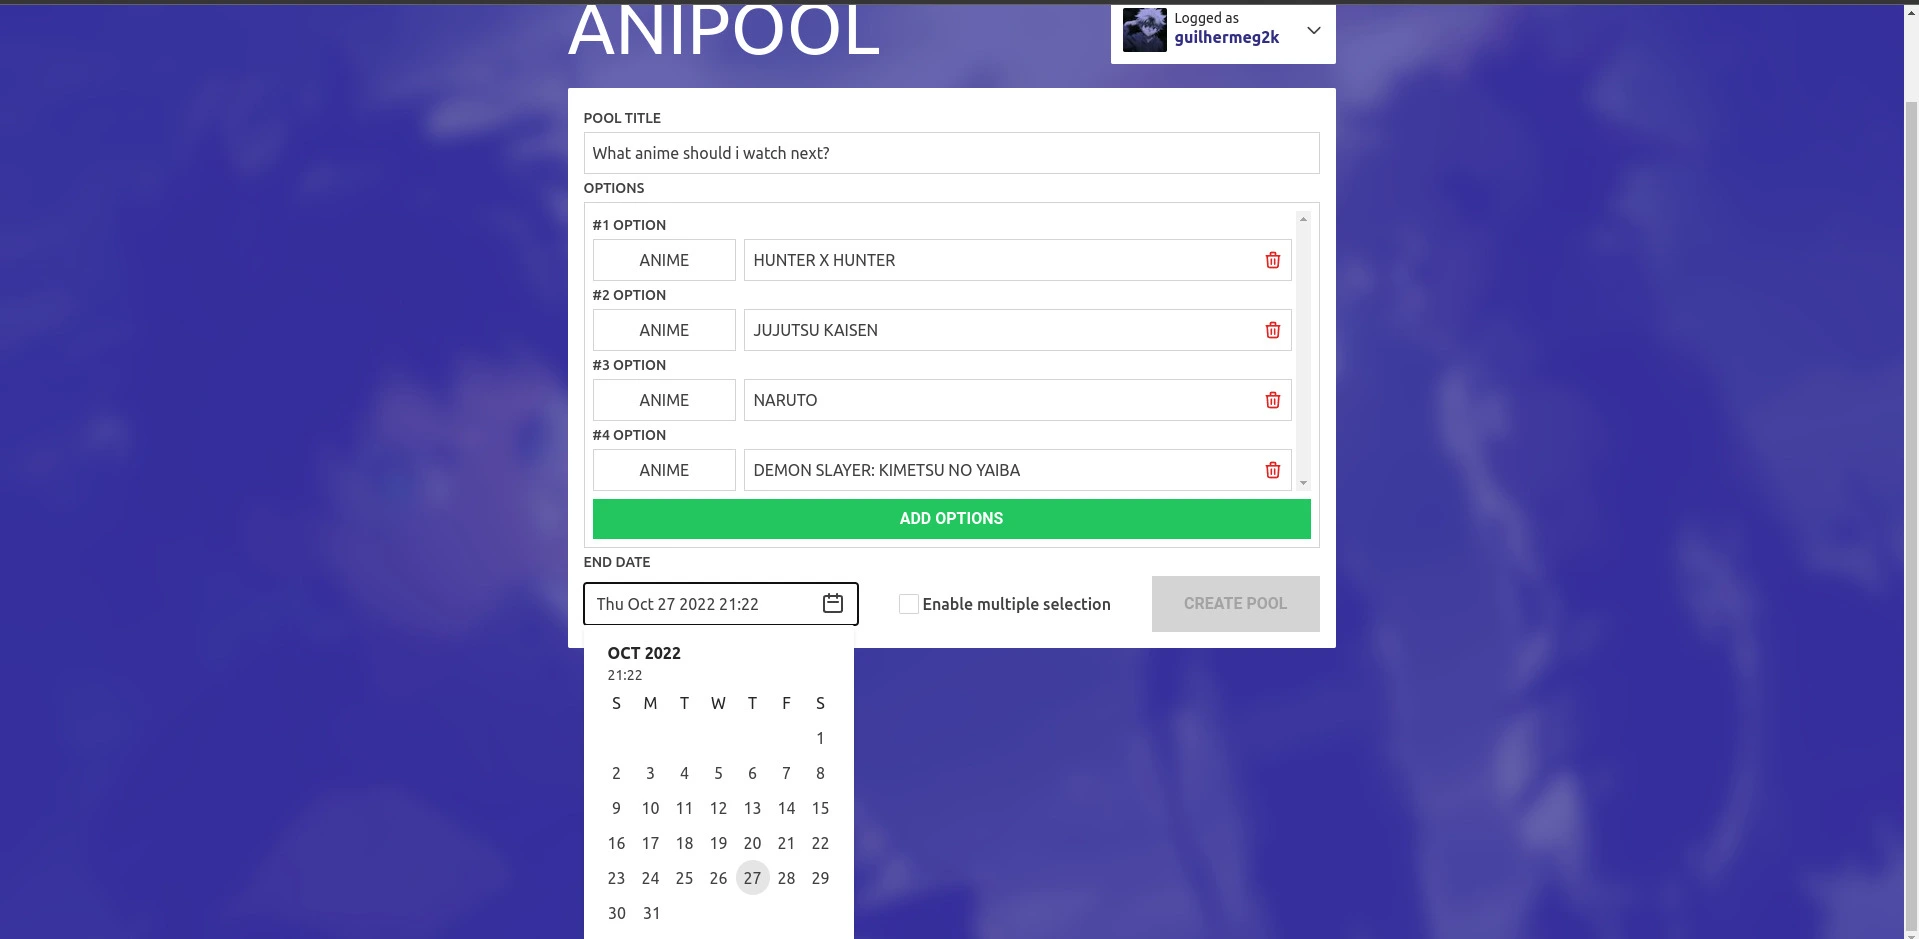 ANIPOOL
Logged as
guilhermeg2k
POOL TITLE
What anime should i watch next?
OPTIONS
#1 OPTION
ANIME HUNTER X HUNTER
#2 OPTION
ANIME JUJUTSU KAISEN
#3 OPTION
ANIME NARUTO
#4 OPTION
ANIME DEMON SLAYER: KIMETSU NO YAIBA
ADD OPTIONS
END DATE
Thu Oct 27 2022 21:22 Enable multiple selection CREATE POOL
OCT 2022
21:22
S M T W T F S
1
2 3 4 5 6 7 8
9 10 11 12 13 14 15
16 17 18 19 20 21 22
23 24 25 26 27 28 29
30 31